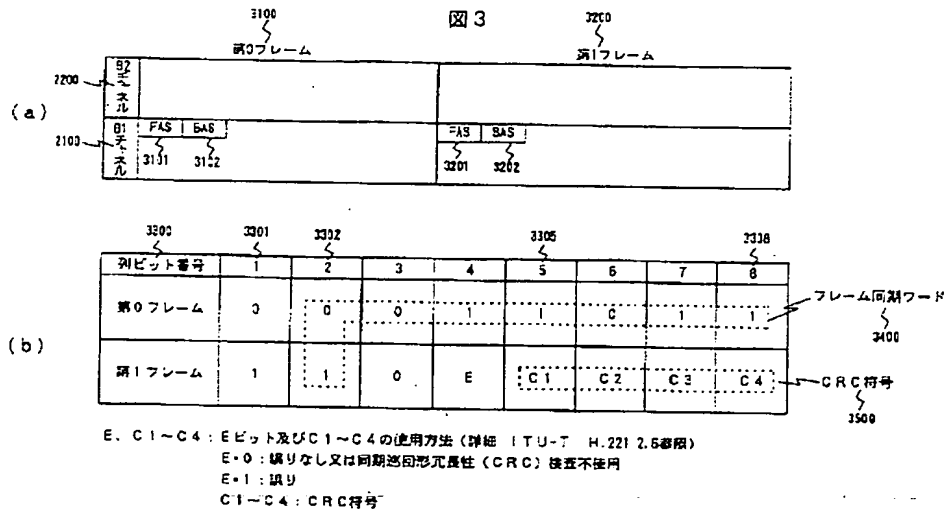 図3
3100
3200
第0フレーム
第1フレーム
(a)
2200
B2チャネル
2100
B1チャネル
FAS BAS
FAS BAS
3101 3102
3201 3202
3300 3301 3302 3305 3308
(b)
列ビット番号 1 2 3 4 5 6 7 8
第0フレーム 0 0 0 1 1 0 1 1
フレーム同期ワード
3400
第1フレーム 1 1 0 E C1 C2 C3 C4
CRC符号
3500
E、C1〜C4:Eビット及びC1〜C4の使用方法(詳細 ITU-T H.221 2.6参照)
E=0:誤りなし又は同期巡回形冗長性(CRC)検査不使用
E=1:誤り
C1〜C4:CRC符号